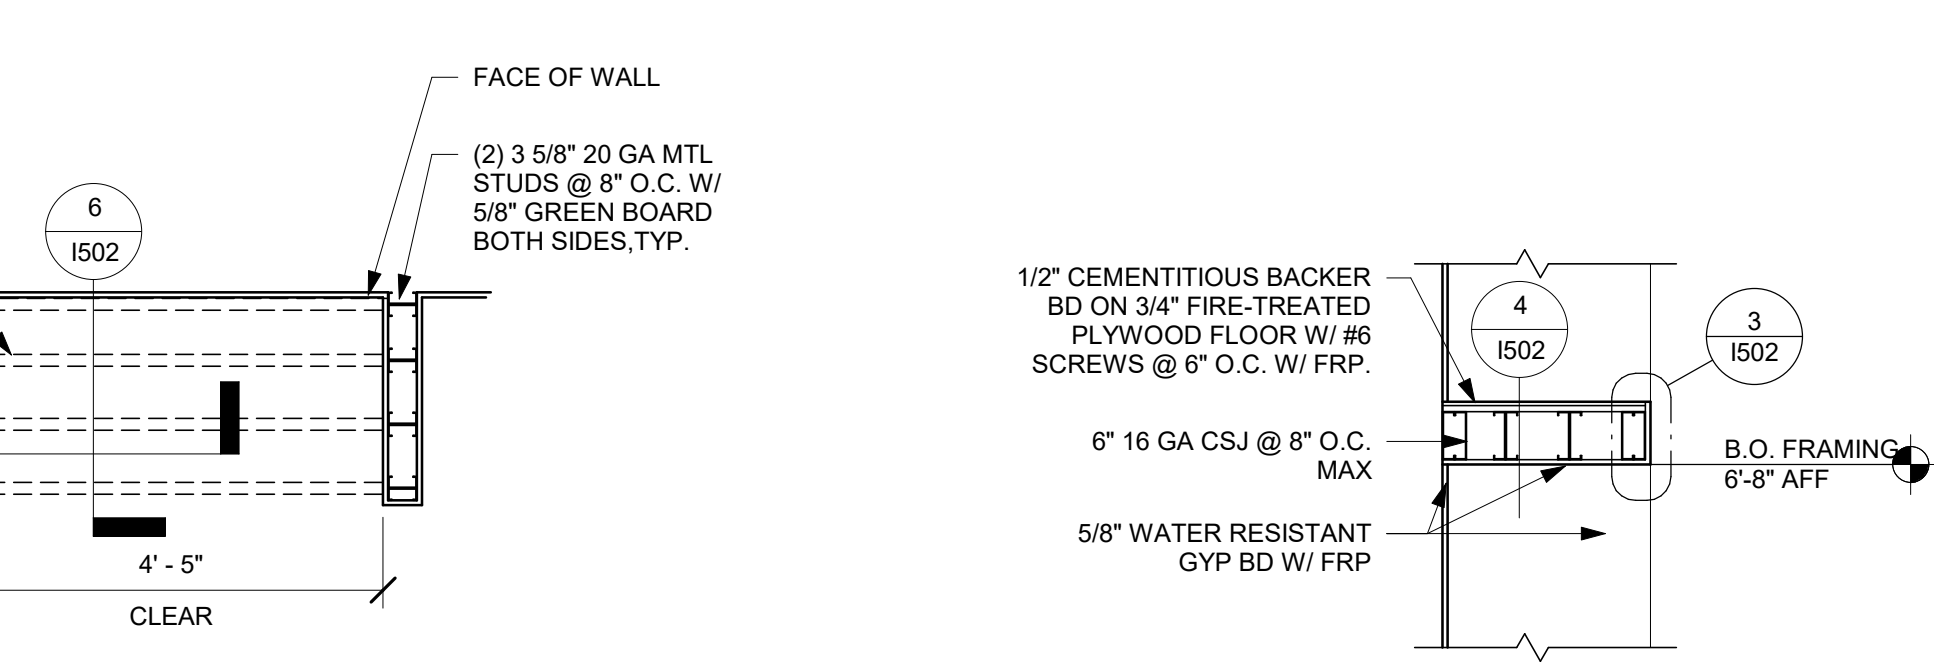 FACE OF WALL
(2) 3 5/8" 20 GA MTL
STUDS @ 8" O.C. W/
5/8" GREEN BOARD
BOTH SIDES,TYP.
6
I502
4' - 5"
CLEAR
1/2" CEMENTITIOUS BACKER
BD ON 3/4" FIRE-TREATED
PLYWOOD FLOOR W/ #6
SCREWS @ 6" O.C. W/ FRP.
6" 16 GA CSJ @ 8" O.C.
MAX
5/8" WATER RESISTANT
GYP BD W/ FRP
4
I502
3
I502
B.O. FRAMING
6'-8" AFF